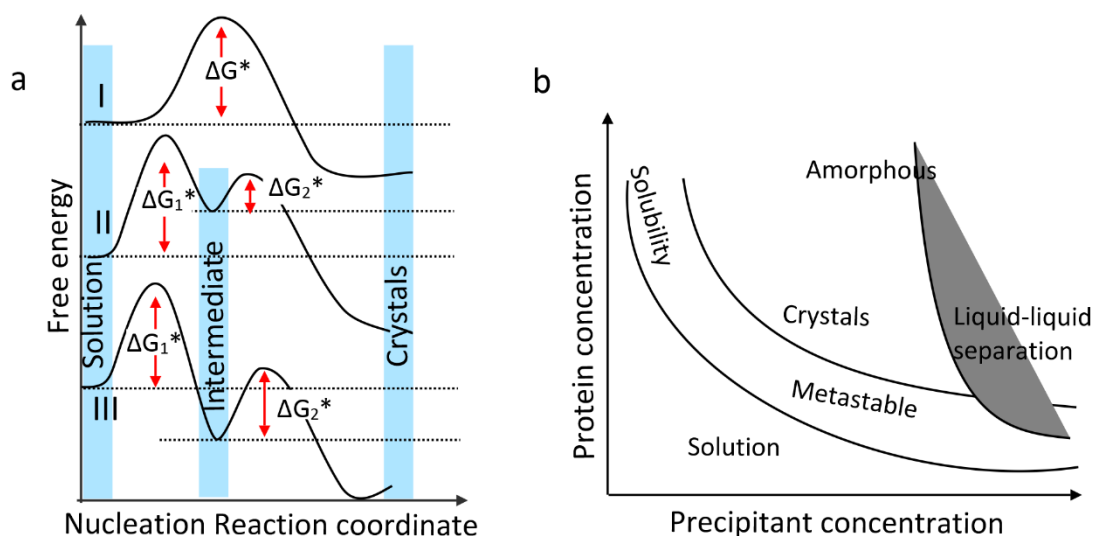 a
Free energy
Nucleation Reaction coordinate
Solution
Intermediate
Crystals
I
ΔG*
II
ΔG₁*
ΔG₂*
III
ΔG₁*
ΔG₂*
b
Protein concentration
Precipitant concentration
Solubility
Amorphous
Crystals
Liquid-liquid
separation
Metastable
Solution